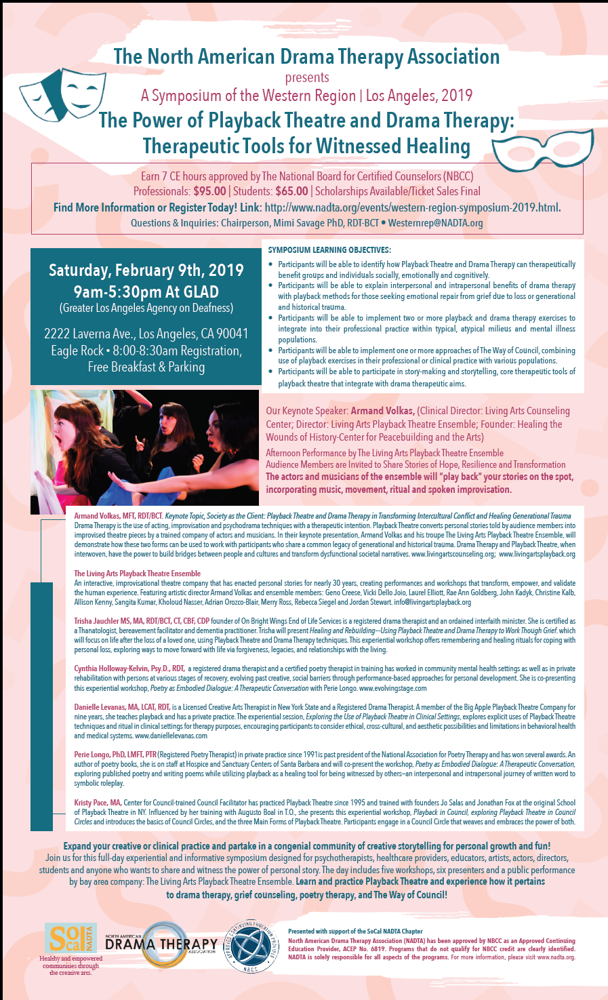 The North American Drama Therapy Association
presents
A Symposium of the Western Region | Los Angeles, 2019
The Power of Playback Theatre and Drama Therapy:
Therapeutic Tools for Witnessed Healing
Earn 7 CE hours approved by The National Board for Certified Counselors (NBCC)
Professionals: $95.00 | Students: $65.00 | Scholarships Available/Ticket Sales Final
Find More Information or Register Today! Link: http://www.nadta.org/events/western-region-symposium-2019.html.
Questions & Inquiries: Chairperson, Mimi Savage PhD, RDT-BCT • Westernrep@NADTA.org
Saturday, February 9th, 2019
9am-5:30pm At GLAD
(Greater Los Angeles Agency on Deafness)
2222 Laverna Ave., Los Angeles, CA 90041
Eagle Rock • 8:00-8:30am Registration,
Free Breakfast & Parking
SYMPOSIUM LEARNING OBJECTIVES:
• Participants will be able to identify how Playback Theatre and Drama Therapy can therapeutically
benefit groups and individuals socially, emotionally and cognitively.
• Participants will be able to explain interpersonal and intrapersonal benefits of drama therapy
with playback methods for those seeking emotional repair from grief due to loss or generational
and historical trauma.
• Participants will be able to implement two or more playback and drama therapy exercises to
integrate into their professional practice within typical, atypical milieus and mental illness
populations.
• Participants will be able to implement one or more approaches of The Way of Council, combining
use of playback exercises in their professional or clinical practice with various populations.
• Participants will be able to participate in story-making and storytelling, core therapeutic tools of
playback theatre that integrate with drama therapeutic aims.
Our Keynote Speaker: Armand Volkas, (Clinical Director: Living Arts Counseling
Center; Director: Living Arts Playback Theatre Ensemble; Founder: Healing the
Wounds of History-Center for Peacebuilding and the Arts)
Afternoon Performance by The Living Arts Playback Theatre Ensemble
Audience Members are Invited to Share Stories of Hope, Resilience and Transformation
The actors and musicians of the ensemble will "play back" your stories on the spot,
incorporating music, movement, ritual and spoken improvisation.
Armand Volkas, MFT, RDT/BCT. Keynote Topic, Society as the Client: Playback Theatre and Drama Therapy in Transforming Intercultural Conflict and Healing Generational Trauma
Drama Therapy is the use of acting, improvisation and psychodrama techniques with a therapeutic intention. Playback Theatre converts personal stories told by audience members into
improvised theatre pieces by a trained company of actors and musicians. In their keynote presentation, Armand Volkas and his troupe The Living Arts Playback Theatre Ensemble, will
demonstrate how these two forms can be used to work with participants who share a common legacy of generational and historical trauma. Drama Therapy and Playback Theatre, when
interwoven, have the power to build bridges between people and cultures and transform dysfunctional societal narratives. www.livingartscounseling.org; www.livingartsplayback.org
The Living Arts Playback Theatre Ensemble
An interactive, improvisational theatre company that has enacted personal stories for nearly 30 years, creating performances and workshops that transform, empower, and validate
the human experience. Featuring artistic director Armand Volkas and ensemble members: Geno Creese, Vicki Dello Joio, Laurel Elliott, Rae Ann Goldberg, John Kadyk, Christine Kalb,
Allison Kenny, Sangita Kumar, Kholoud Nasser, Adrian Orozco-Blair, Merry Ross, Rebecca Siegel and Jordan Stewart. info@livingartsplayback.org
Trisha Jauchler MS, MA, RDT/BCT, CT, CBF, CDP founder of On Bright Wings End of Life Services is a registered drama therapist and an ordained interfaith minister. She is certified as
a Thanatologist, bereavement facilitator and dementia practitioner. Trisha will present Healing and Rebuilding---Using Playback Theatre and Drama Therapy to Work Though Grief. which
will focus on life after the loss of a loved one, using Playback Theatre and Drama Therapy techniques. This experiential workshop offers remembering and healing rituals for coping with
personal loss, exploring ways to move forward with life via forgiveness, legacies, and relationships with the living.
Cynthia Holloway-Kelvin, Psy.D., RDT, a registered drama therapist and a certified poetry therapist in training has worked in community mental health settings as well as in private
rehabilitation with persons at various stages of recovery, evolving past creative, social barriers through performance-based approaches for personal development. She is co-presenting
this experiential workshop, Poetry as Embodied Dialogue: A Therapeutic Conversation with Perie Longo. www.evolvingstage.com
Danielle Levanas, MA, LCAT, RDT, is a Licensed Creative Arts Therapist in New York State and a Registered Drama Therapist. A member of the Big Apple Playback Theatre Company for
nine years, she teaches playback and has a private practice. The experiential session, Exploring the Use of Playback Theatre in Clinical Settings, explores explicit uses of Playback Theatre
techniques and ritual in clinical settings for therapy purposes, encouraging participants to consider ethical, cross-cultural, and aesthetic possibilities and limitations in behavioral health
and medical systems. www.daniellelevanas.com
Perie Longo, PhD, LMFT, PTR (Registered Poetry Therapist) in private practice since 1991is past president of the National Association for Poetry Therapy and has won several awards. An
author of poetry books, she is on staff at Hospice and Sanctuary Centers of Santa Barbara and will co-present the workshop, Poetry as Embodied Dialogue: A Therapeutic Conversation,
exploring published poetry and writing poems while utilizing playback as a healing tool for being witnessed by others—an interpersonal and intrapersonal journey of written word to
symbolic roleplay.
Kristy Pace, MA, Center for Council-trained Council Facilitator has practiced Playback Theatre since 1995 and trained with founders Jo Salas and Jonathan Fox at the original School
of Playback Theatre in NY. Influenced by her training with Augusto Boal in T.O., she presents this experiential workshop, Playback in Council, exploring Playback Theatre in Council
Circles and introduces the basics of Council Circles, and the three Main Forms of Playback Theatre. Participants engage in a Council Circle that weaves and embraces the power of both.
Expand your creative or clinical practice and partake in a congenial community of creative storytelling for personal growth and fun!
Join us for this full-day experiential and informative symposium designed for psychotherapists, healthcare providers, educators, artists, actors, directors,
students and anyone who wants to share and witness the power of personal story. The day includes five workshops, six presenters and a public performance
by bay area company: The Living Arts Playback Theatre Ensemble. Learn and practice Playback Theatre and experience how it pertains
to drama therapy, grief counseling, poetry therapy, and The Way of Council!
SoCal NADTA
Healthy and empowered
communities through
the creative arts.
NORTH AMERICAN
DRAMA THERAPY
ASSOCIATION
APPROVED CONTINUING EDUCATION PROVIDER
NBCC
Presented with support of the SoCal NADTA Chapter
North American Drama Therapy Association (NADTA) has been approved by NBCC as an Approved Continuing
Education Provider, ACEP No. 6819. Programs that do not qualify for NBCC credit are clearly identified.
NADTA is solely responsible for all aspects of the programs. For more information, please visit www.nadta.org.